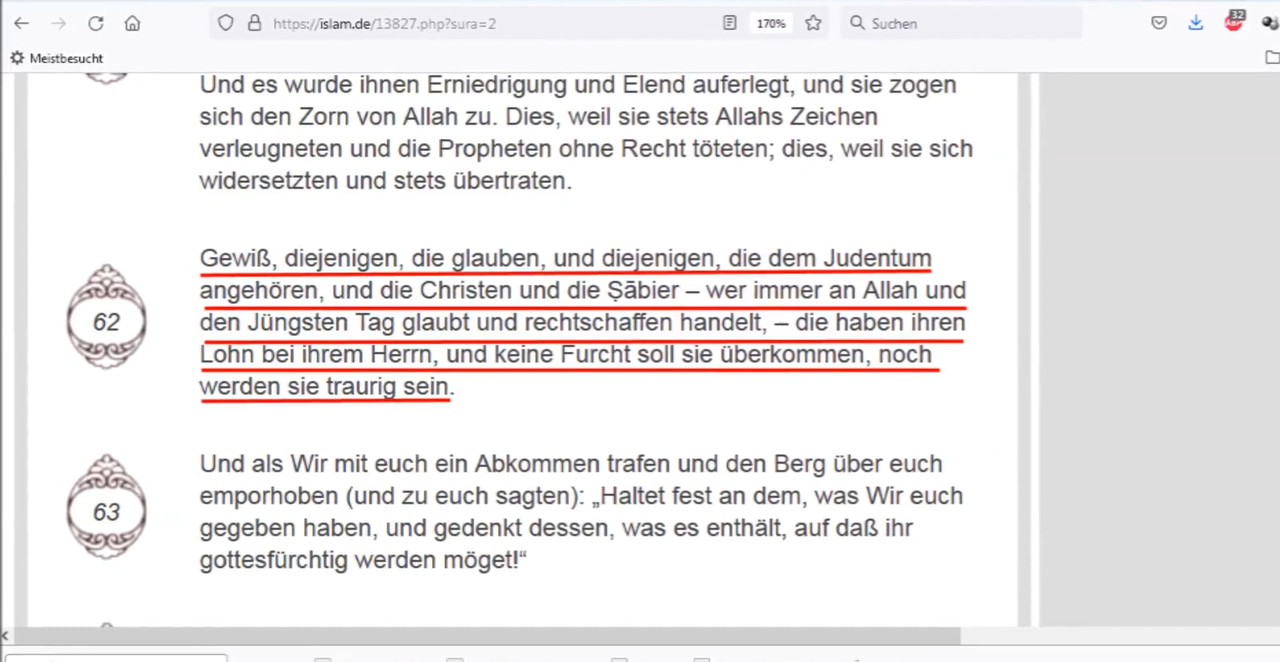 https://islam.de/13827.php?sura=2
170%
Suchen
32
Meistbesucht
Und es wurde ihnen Erniedrigung und Elend auferlegt, und sie zogen
sich den Zorn von Allah zu. Dies, weil sie stets Allahs Zeichen
verleugneten und die Propheten ohne Recht töteten; dies, weil sie sich
widersetzten und stets übertraten.
62
Gewiß, diejenigen, die glauben, und diejenigen, die dem Judentum
angehören, und die Christen und die Ṣābier – wer immer an Allah und
den Jüngsten Tag glaubt und rechtschaffen handelt, – die haben ihren
Lohn bei ihrem Herrn, und keine Furcht soll sie überkommen, noch
werden sie traurig sein.
63
Und als Wir mit euch ein Abkommen trafen und den Berg über euch
emporhoben (und zu euch sagten): „Haltet fest an dem, was Wir euch
gegeben haben, und gedenkt dessen, was es enthält, auf daß ihr
gottesfürchtig werden möget!“